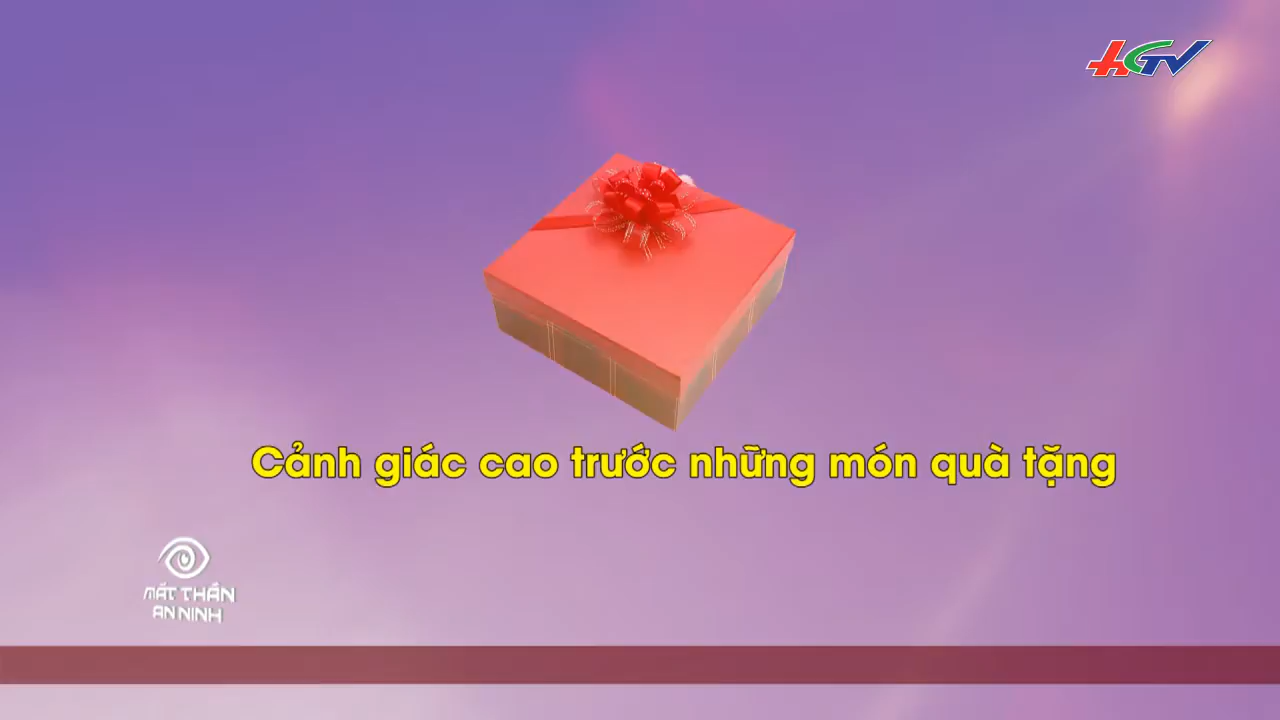 HGTV
Cảnh giác cao trước những món quà tặng
MẮT THẦN
AN NINH